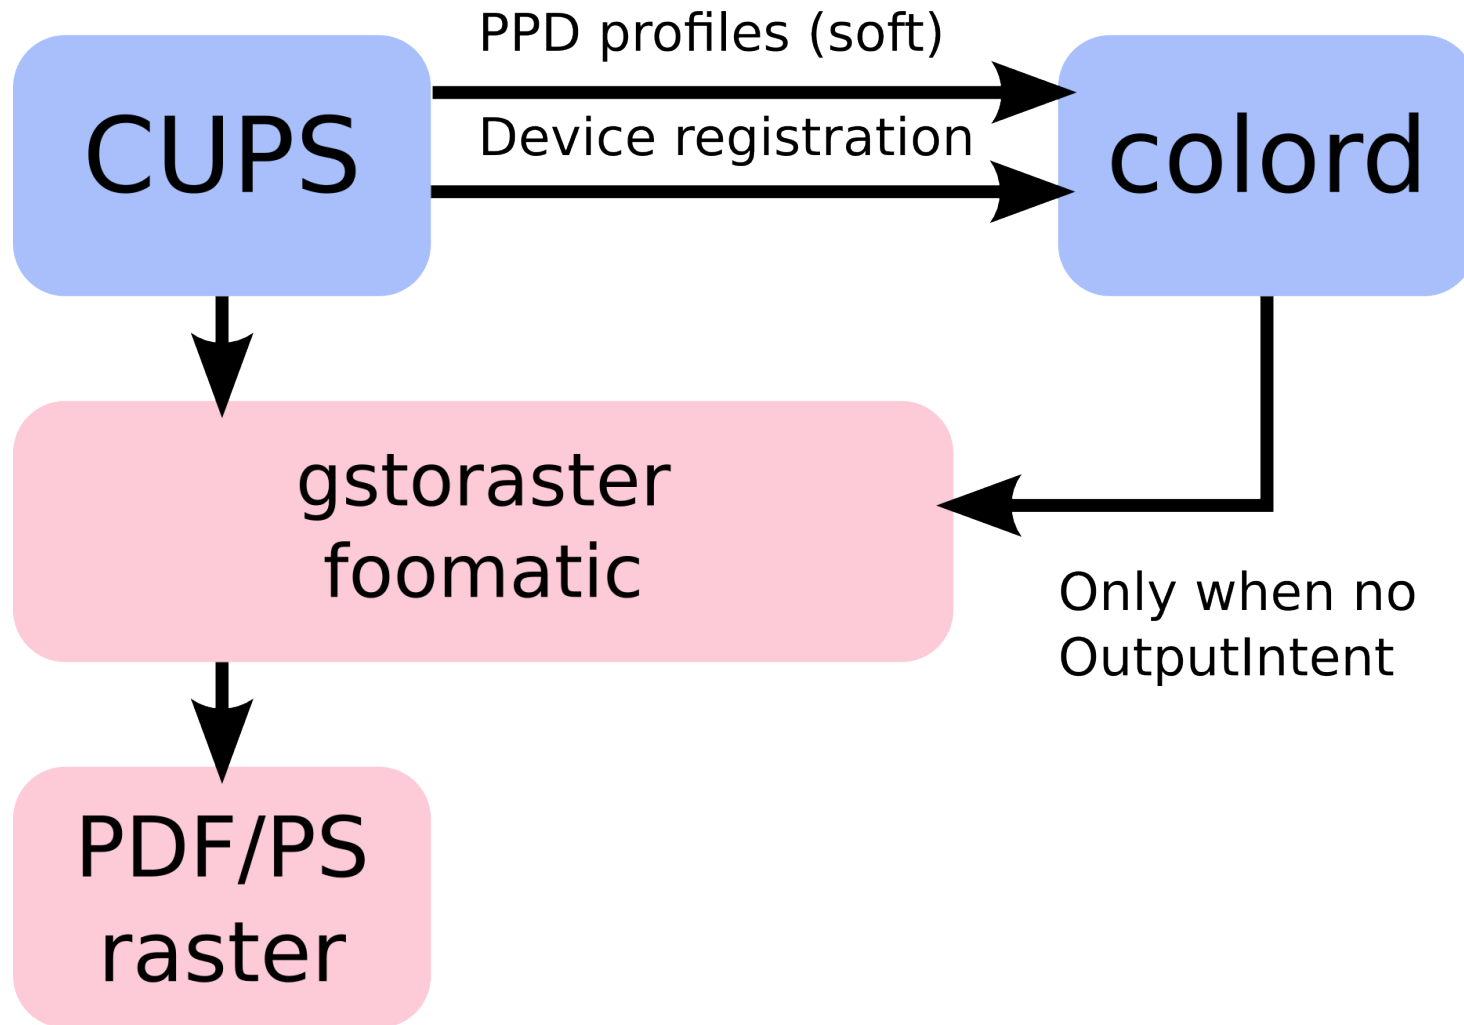 PPD profiles (soft)
CUPS
Device registration
colord
gstoraster
foomatic
Only when no
OutputIntent
PDF/PS
raster